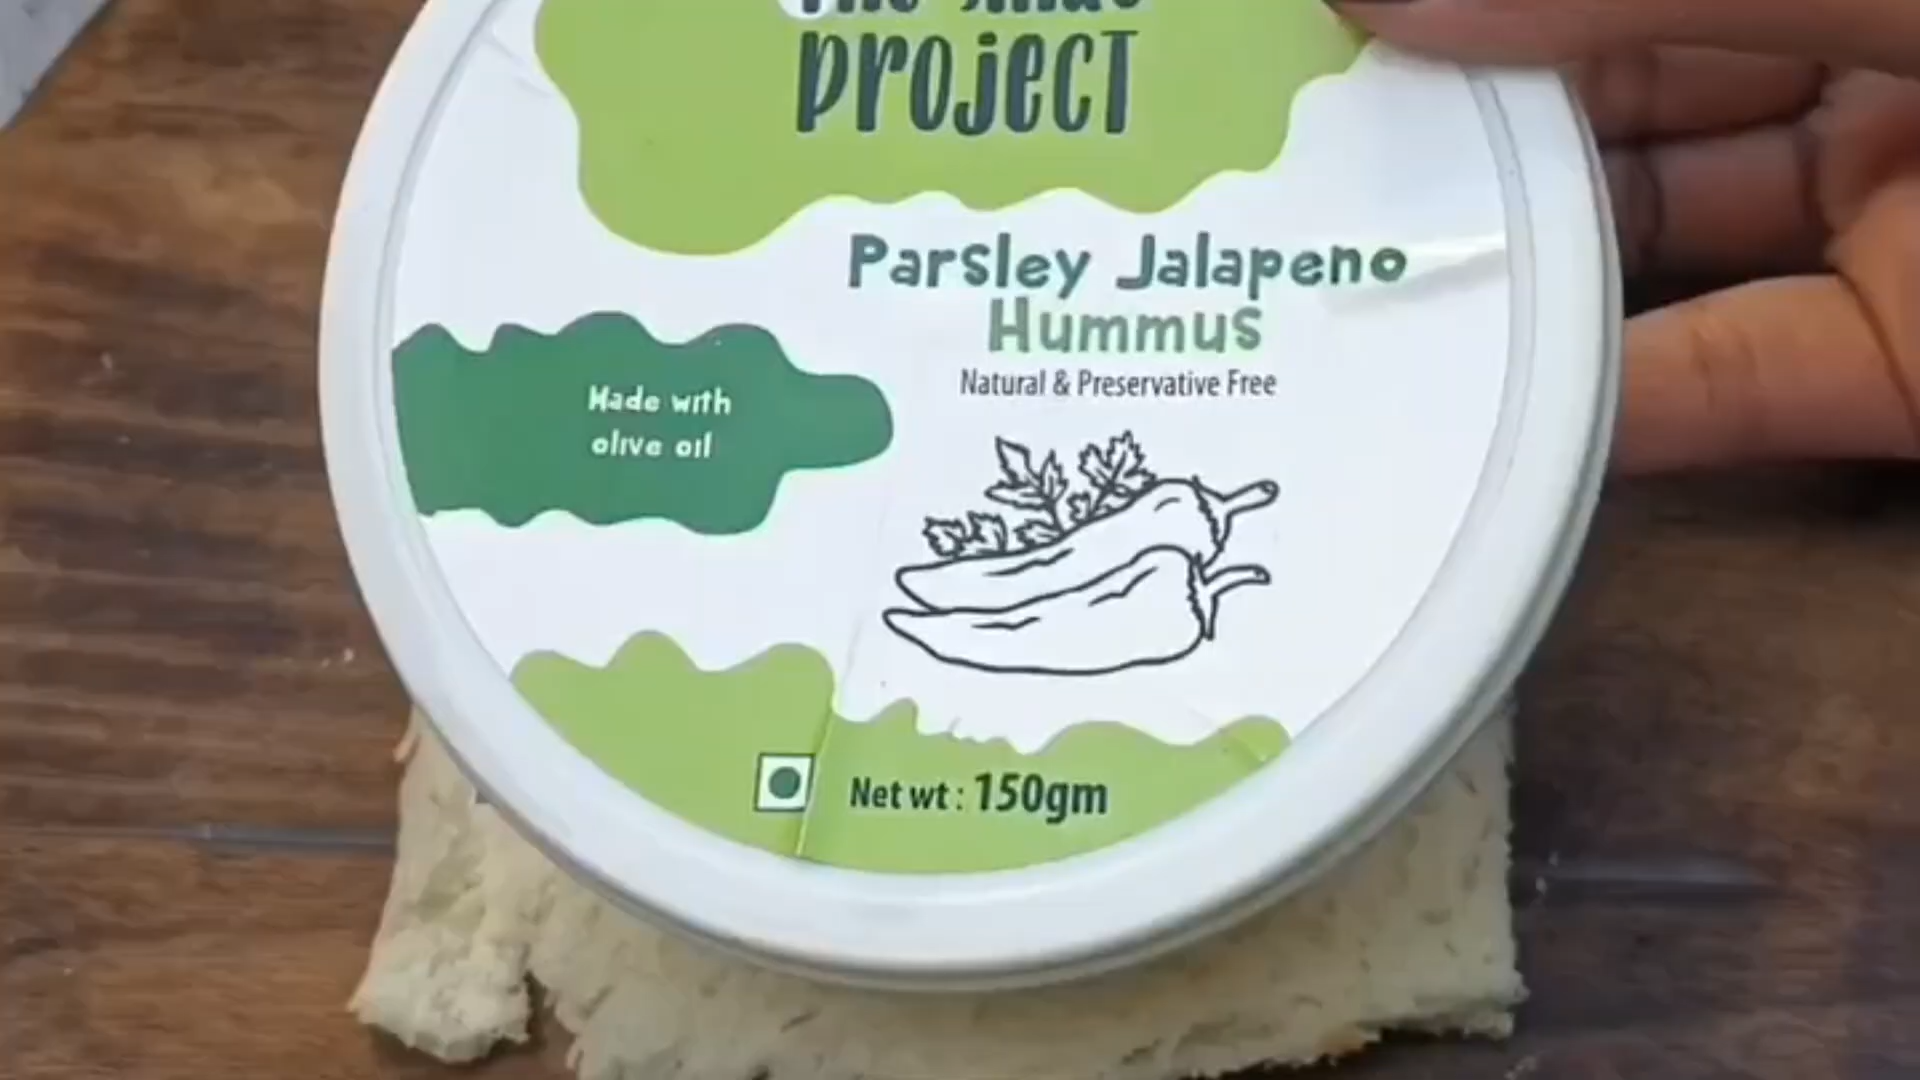 PROJECT
Parsley Jalapeno
Hummus
Natural & Preservative Free
Made with
olive oil
Net wt : 150gm